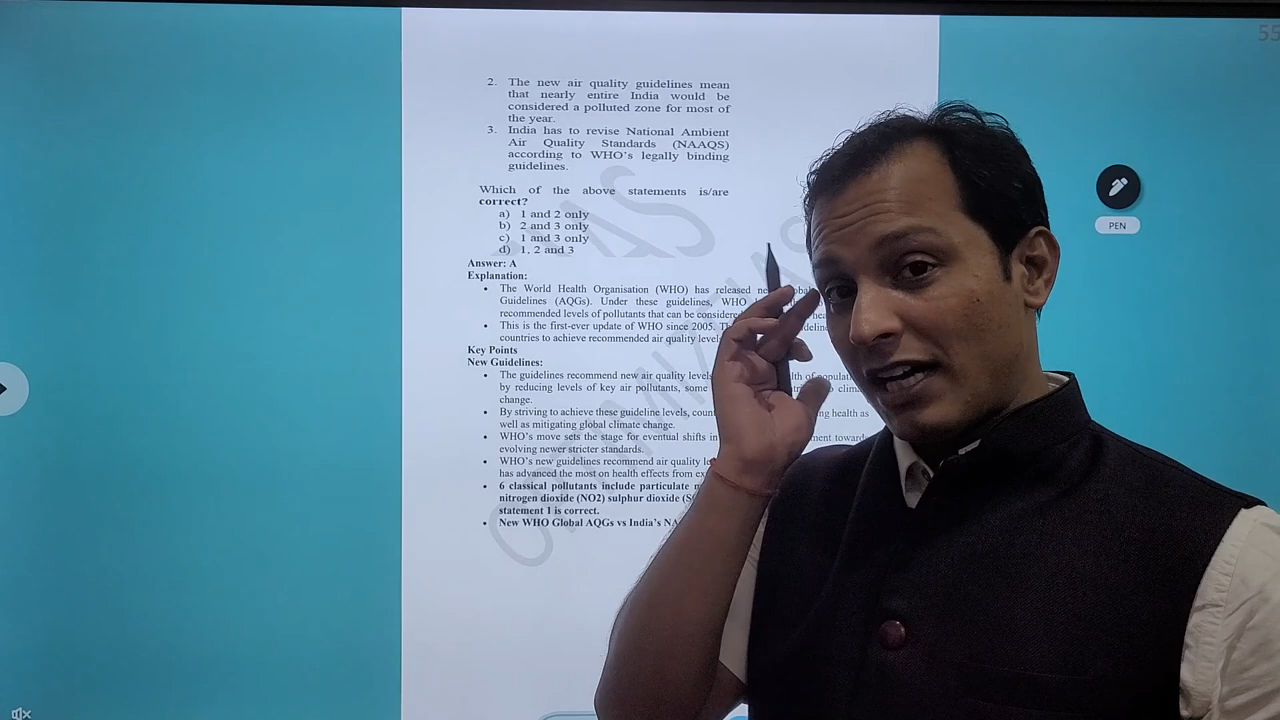 55
2. The new air quality guidelines mean
that nearly entire India would be
considered a polluted zone for most of
the year.
3. India has to revise National Ambient
Air Quality Standards (NAAQS)
according to WHO's legally binding
guidelines.
Which of the above statements is/are
correct?
a) 1 and 2 only
b) 2 and 3 only
c) 1 and 3 only
d) 1, 2 and 3
Answer: A
Explanation:
• The World Health Organisation (WHO) has released
Guidelines (AQGs). Under these guidelines, WHO
recommended levels of pollutants that can be
• This is the first-ever update of WHO since 2005.
countries to achieve recommended air quality
Key Points
New Guidelines:
• The guidelines recommend new air quality levels of
by reducing levels of key air pollutants, some
change.
• By striving to achieve these guideline levels, health as
well as mitigating global climate change.
• WHO's move sets the stage for eventual shifts in towards
evolving newer stricter standards.
• WHO's new guidelines recommend air quality
has advanced the most on health effects from
• 6 classical pollutants include particulate
nitrogen dioxide (NO2) sulphur dioxide
statement 1 is correct.
• New WHO Global AQGs vs India's
PEN